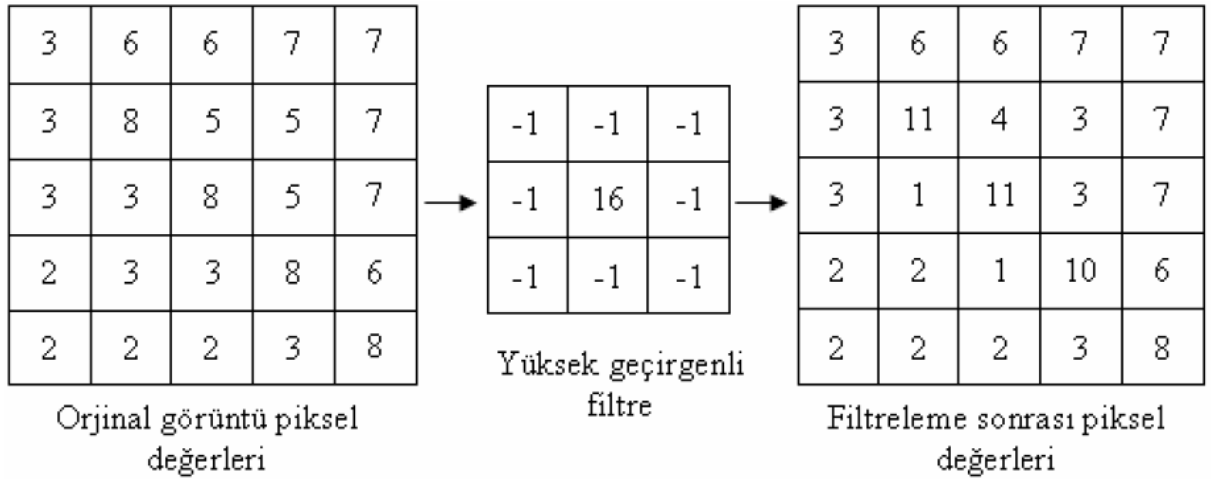 3 6 6 7 7
3 8 5 5 7
3 3 8 5 7
2 3 3 8 6
2 2 2 3 8
Orjinal görüntü piksel
değerleri
-1 -1 -1
-1 16 -1
-1 -1 -1
Yüksek geçirgenli
filtre
3 6 6 7 7
3 11 4 3 7
3 1 11 3 7
2 2 1 10 6
2 2 2 3 8
Filtreleme sonrası piksel
değerleri